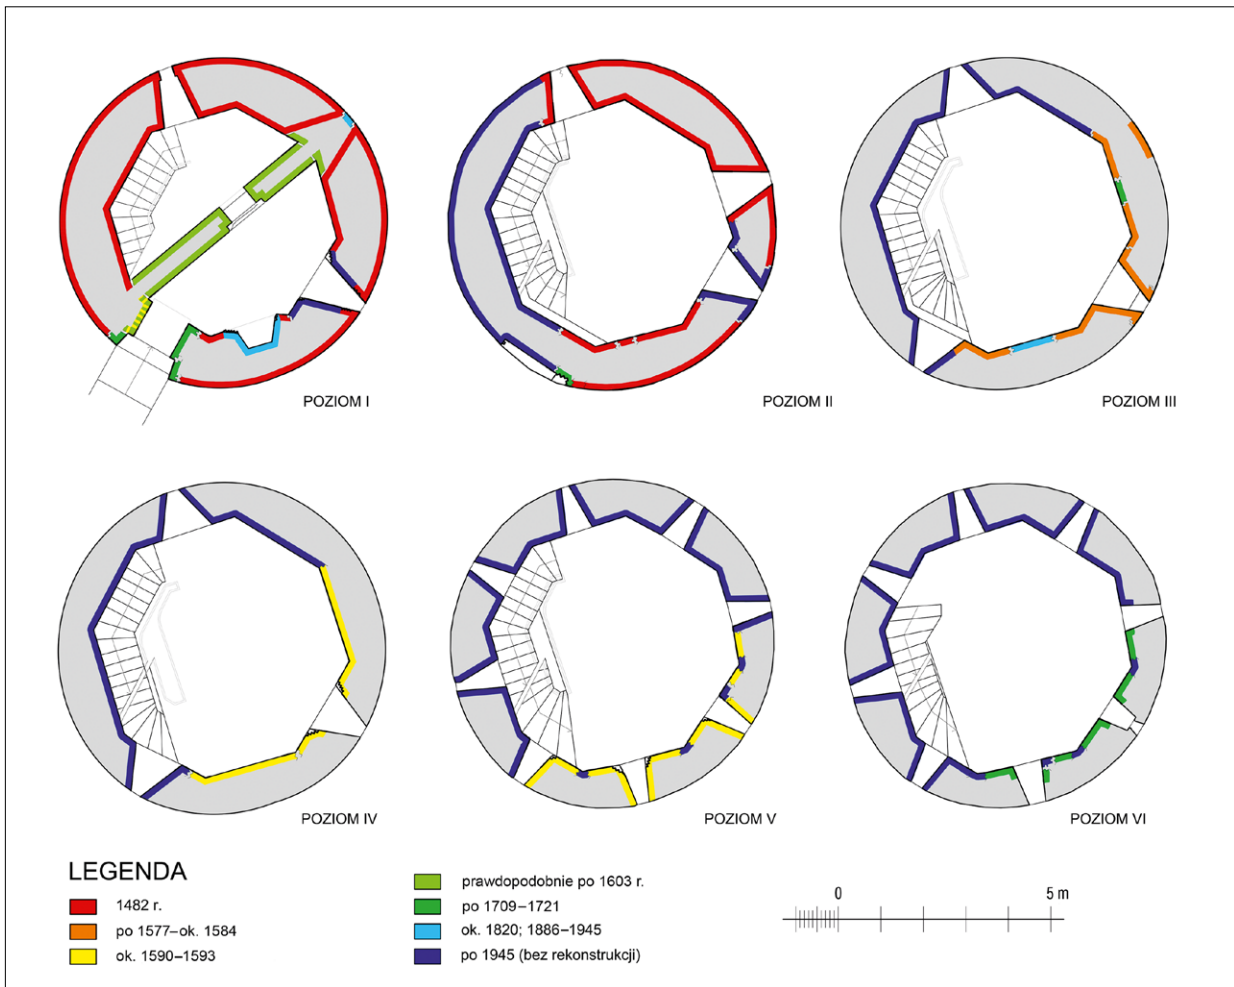 POZIOM I
POZIOM II
POZIOM III
POZIOM IV
POZIOM V
POZIOM VI
LEGENDA
1482 r.
po 1577–ok. 1584
ok. 1590–1593
prawdopodobnie po 1603 r.
po 1709–1721
ok. 1820; 1886–1945
po 1945 (bez rekonstrukcji)
0 5 m